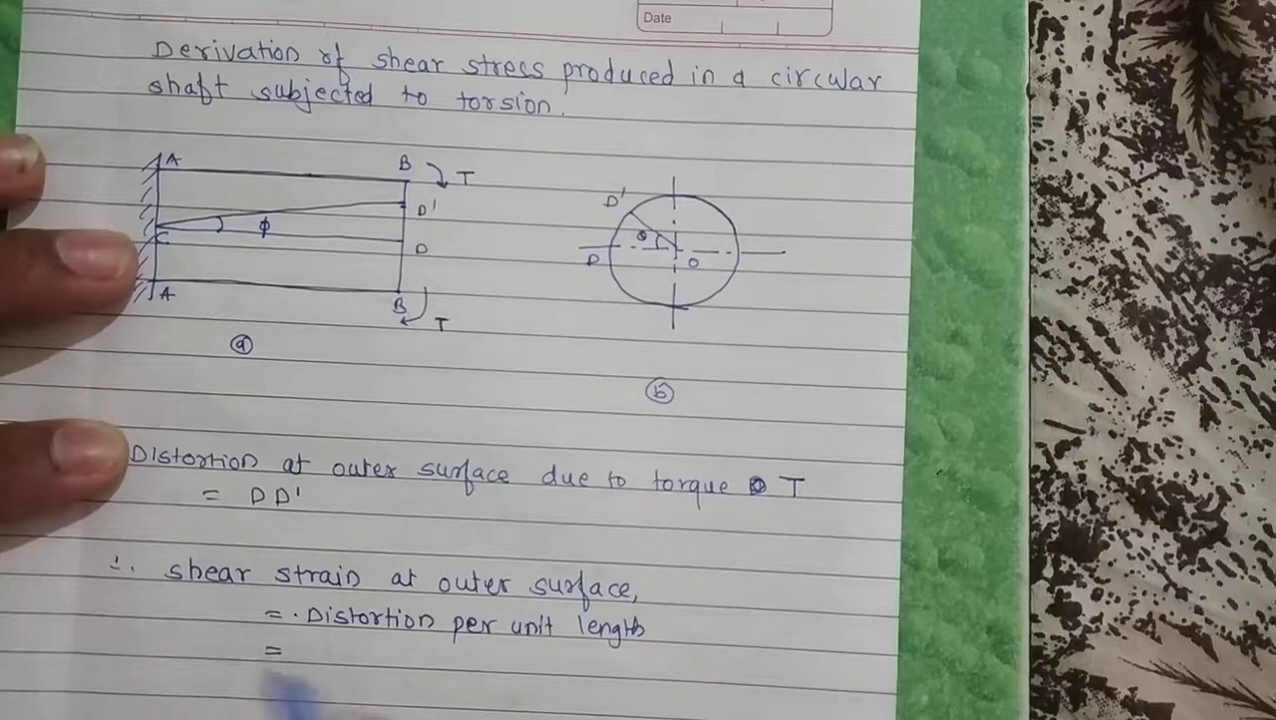 Date
Derivation of shear stress produced in a circular
shaft subjected to torsion.
A
B
T
D'
φ
C
D
A
B
T
ⓐ
D'
θ
D
O
ⓑ
Distortion at outer surface due to torque T
= DD'
∴ shear strain at outer surface,
= . Distortion per unit length
=